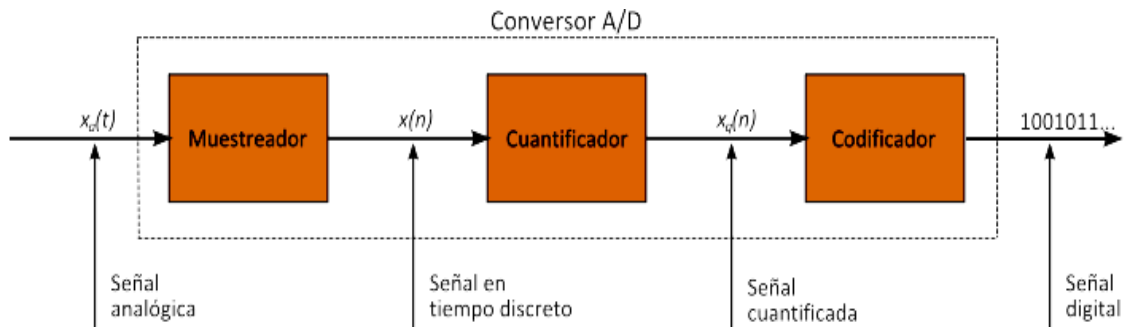 Conversor A/D
xa(t)
Muestreador
x(n)
Cuantificador
xq(n)
Codificador
1001011...
Señal
analógica
Señal en
tiempo discreto
Señal
cuantificada
Señal
digital